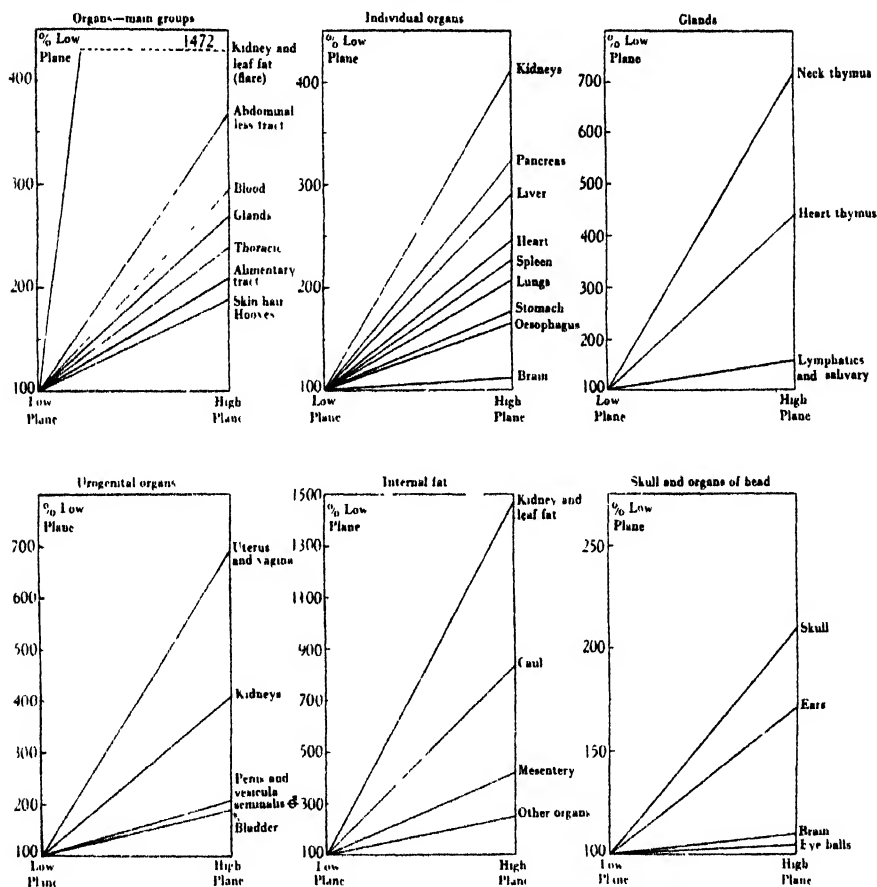 Organs—main groups
% Low
Plane
1472
400
300
200
100
Kidney and
leaf fat
(flare)
Abdominal
less tract
Blood
Glands
Thoracic
Alimentary
tract
Skin hair
Hooves
Low
Plane
High
Plane
Individual organs
% Low
Plane
400
300
200
100
Kidneys
Pancreas
Liver
Heart
Spleen
Lungs
Stomach
Oesophagus
Brain
Low
Plane
High
Plane
Glands
% Low
Plane
700
600
500
400
300
200
100
Neck thymus
Heart thymus
Lymphatics
and salivary
Low
Plane
High
Plane
Urogenital organs
% Low
Plane
700
600
500
400
300
200
100
Uterus
and vagina
Kidneys
Penis and
vesicula
seminalis
Bladder
Low
Plane
High
Plane
Internal fat
% Low
Plane
1500
1300
1100
900
700
500
300
100
Kidney and
leaf fat
Caul
Mesentery
Other organs
Low
Plane
High
Plane
Skull and organs of head
% Low
Plane
250
200
150
100
Skull
Ears
Brain
Eye balls
Low
Plane
High
Plane